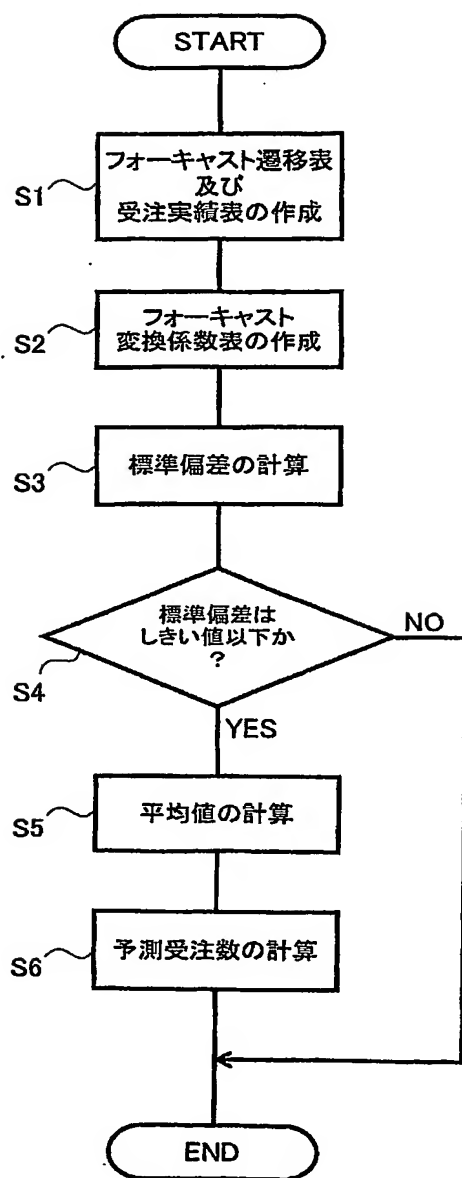 START
S1
フォーキャスト遷移表
及び
受注実績表の作成
S2
フォーキャスト
変換係数表の作成
S3
標準偏差の計算
S4
標準偏差は
しきい値以下か
?
NO
YES
S5
平均値の計算
S6
予測受注数の計算
END